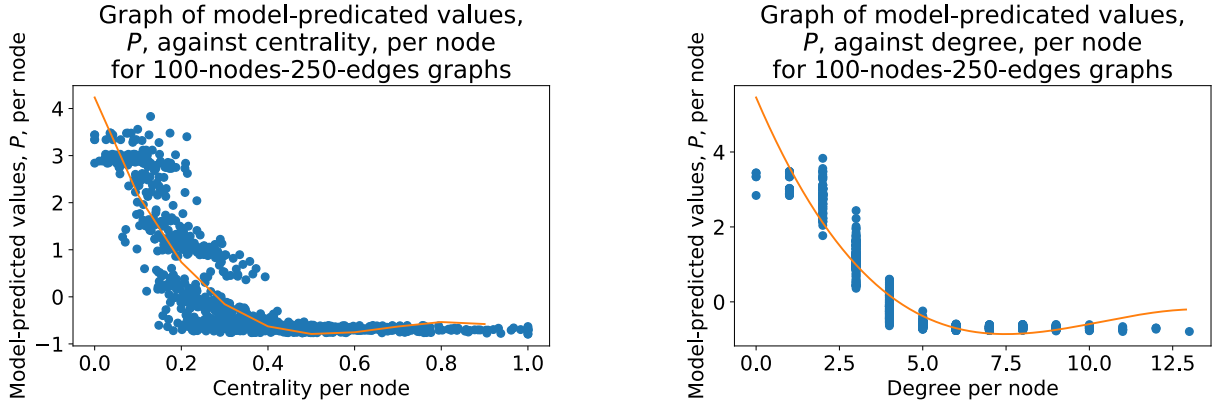 Graph of model-predicated values,
P, against centrality, per node
for 100-nodes-250-edges graphs
Model-predicted values, P, per node
4
3
2
1
0
−1
0.0 0.2 0.4 0.6 0.8 1.0
Centrality per node
Graph of model-predicated values,
P, against degree, per node
for 100-nodes-250-edges graphs
Model-predicted values, P, per node
4
2
0
0.0 2.5 5.0 7.5 10.0 12.5
Degree per node